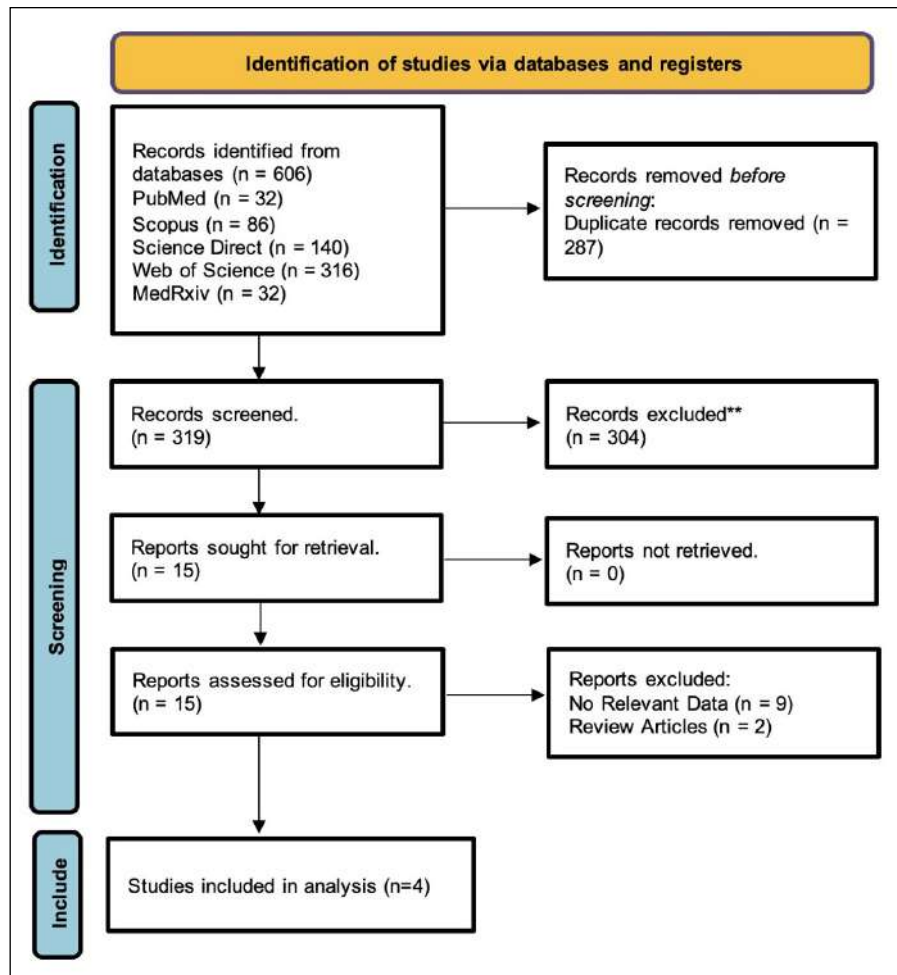 Identification of studies via databases and registers
Identification
Records identified from
databases (n = 606)
PubMed (n = 32)
Scopus (n = 86)
Science Direct (n = 140)
Web of Science (n = 316)
MedRxiv (n = 32)
Records removed before
screening:
Duplicate records removed (n =
287)
Screening
Records screened.
(n = 319)
Records excluded**
(n = 304)
Reports sought for retrieval.
(n = 15)
Reports not retrieved.
(n = 0)
Reports assessed for eligibility.
(n = 15)
Reports excluded:
No Relevant Data (n = 9)
Review Articles (n = 2)
Include
Studies included in analysis (n=4)